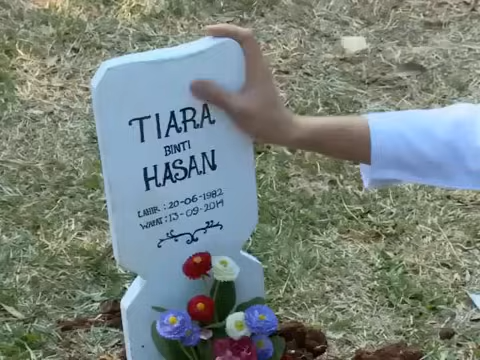 TIARA
BINTI
HASAN
LAHIR : 20-06-1982
WAFAT : 13-09-2014